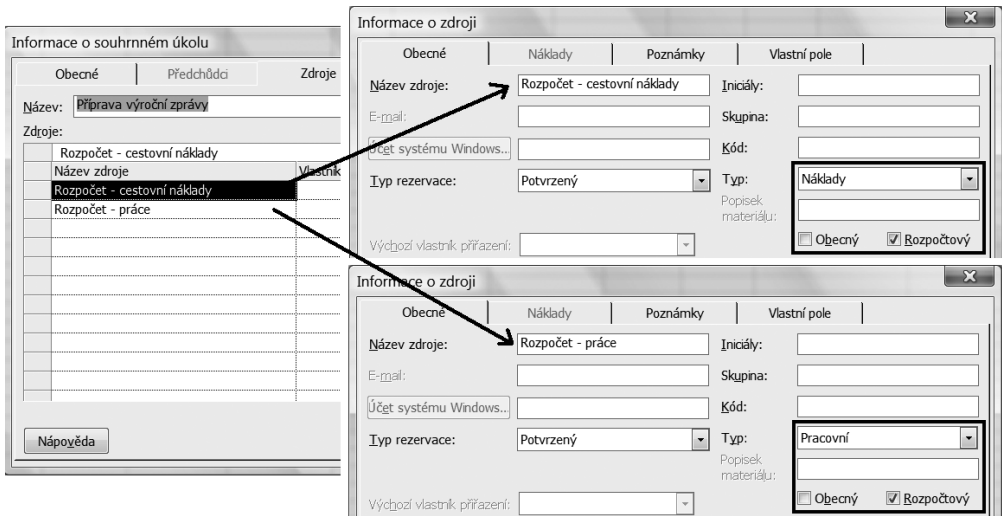 Informace o souhrnném úkolu
Obecné Předchůdci Zdroje
Název: Příprava výroční zprávy
Zdroje:
Rozpočet - cestovní náklady
Název zdroje Vlastník
Rozpočet - cestovní náklady
Rozpočet - práce
Nápověda
Informace o zdroji
Obecné Náklady Poznámky Vlastní pole
Název zdroje: Rozpočet - cestovní náklady Iniciály:
E-mail: Skupina:
Účet systému Windows... Kód:
Typ rezervace: Potvrzený Typ: Náklady
Popisek
materiálu:
Výchozí vlastník přiřazení: Obecný Rozpočtový
Informace o zdroji
Obecné Náklady Poznámky Vlastní pole
Název zdroje: Rozpočet - práce Iniciály:
E-mail: Skupina:
Účet systému Windows... Kód:
Typ rezervace: Potvrzený Typ: Pracovní
Popisek
materiálu:
Výchozí vlastník přiřazení: Obecný Rozpočtový